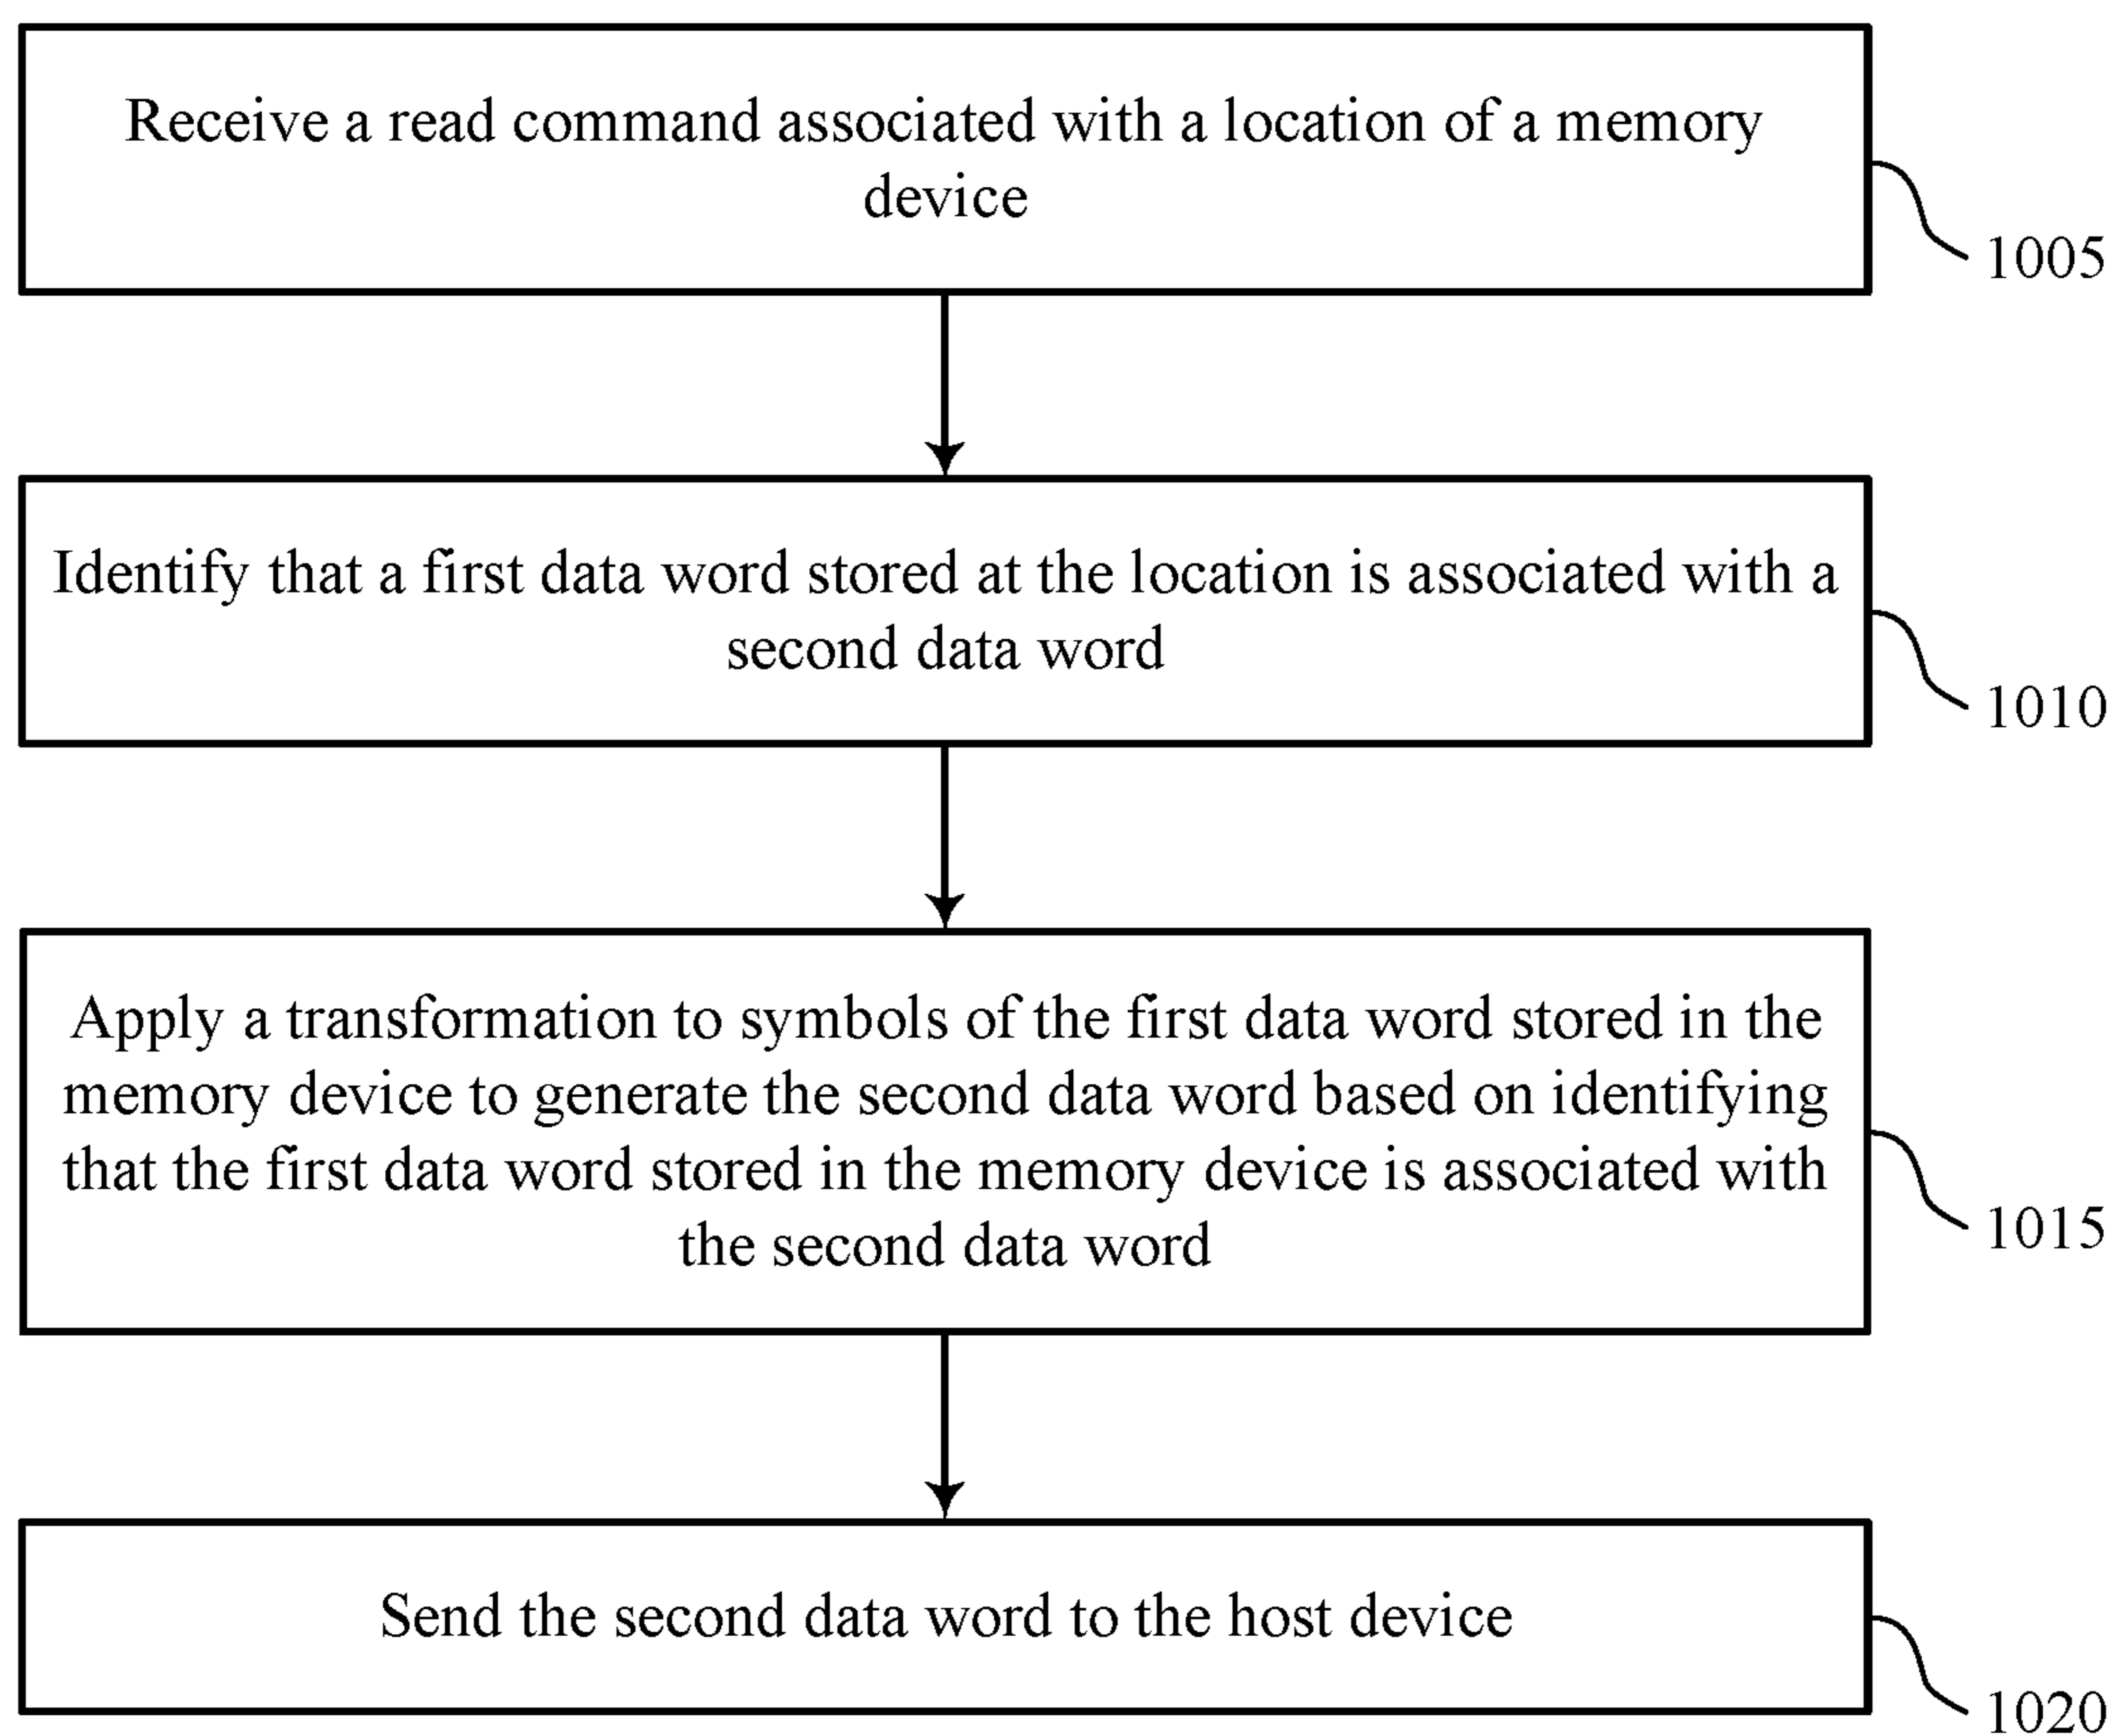 Receive a read command associated with a location of a memory
device
1005
Identify that a first data word stored at the location is associated with a
second data word
1010
Apply a transformation to symbols of the first data word stored in the
memory device to generate the second data word based on identifying
that the first data word stored in the memory device is associated with
the second data word
1015
Send the second data word to the host device
1020